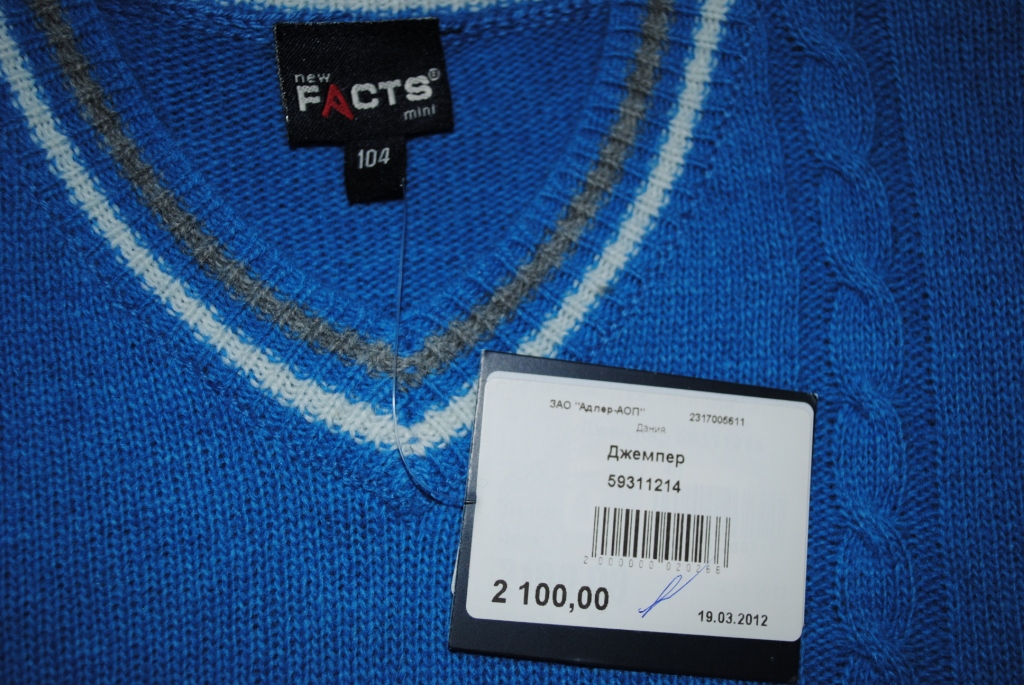 new
FACTS
mini
104
ЗАО "Адлер-АОП" 2317005611
Дания
Джемпер
59311214
2 100,00
19.03.2012